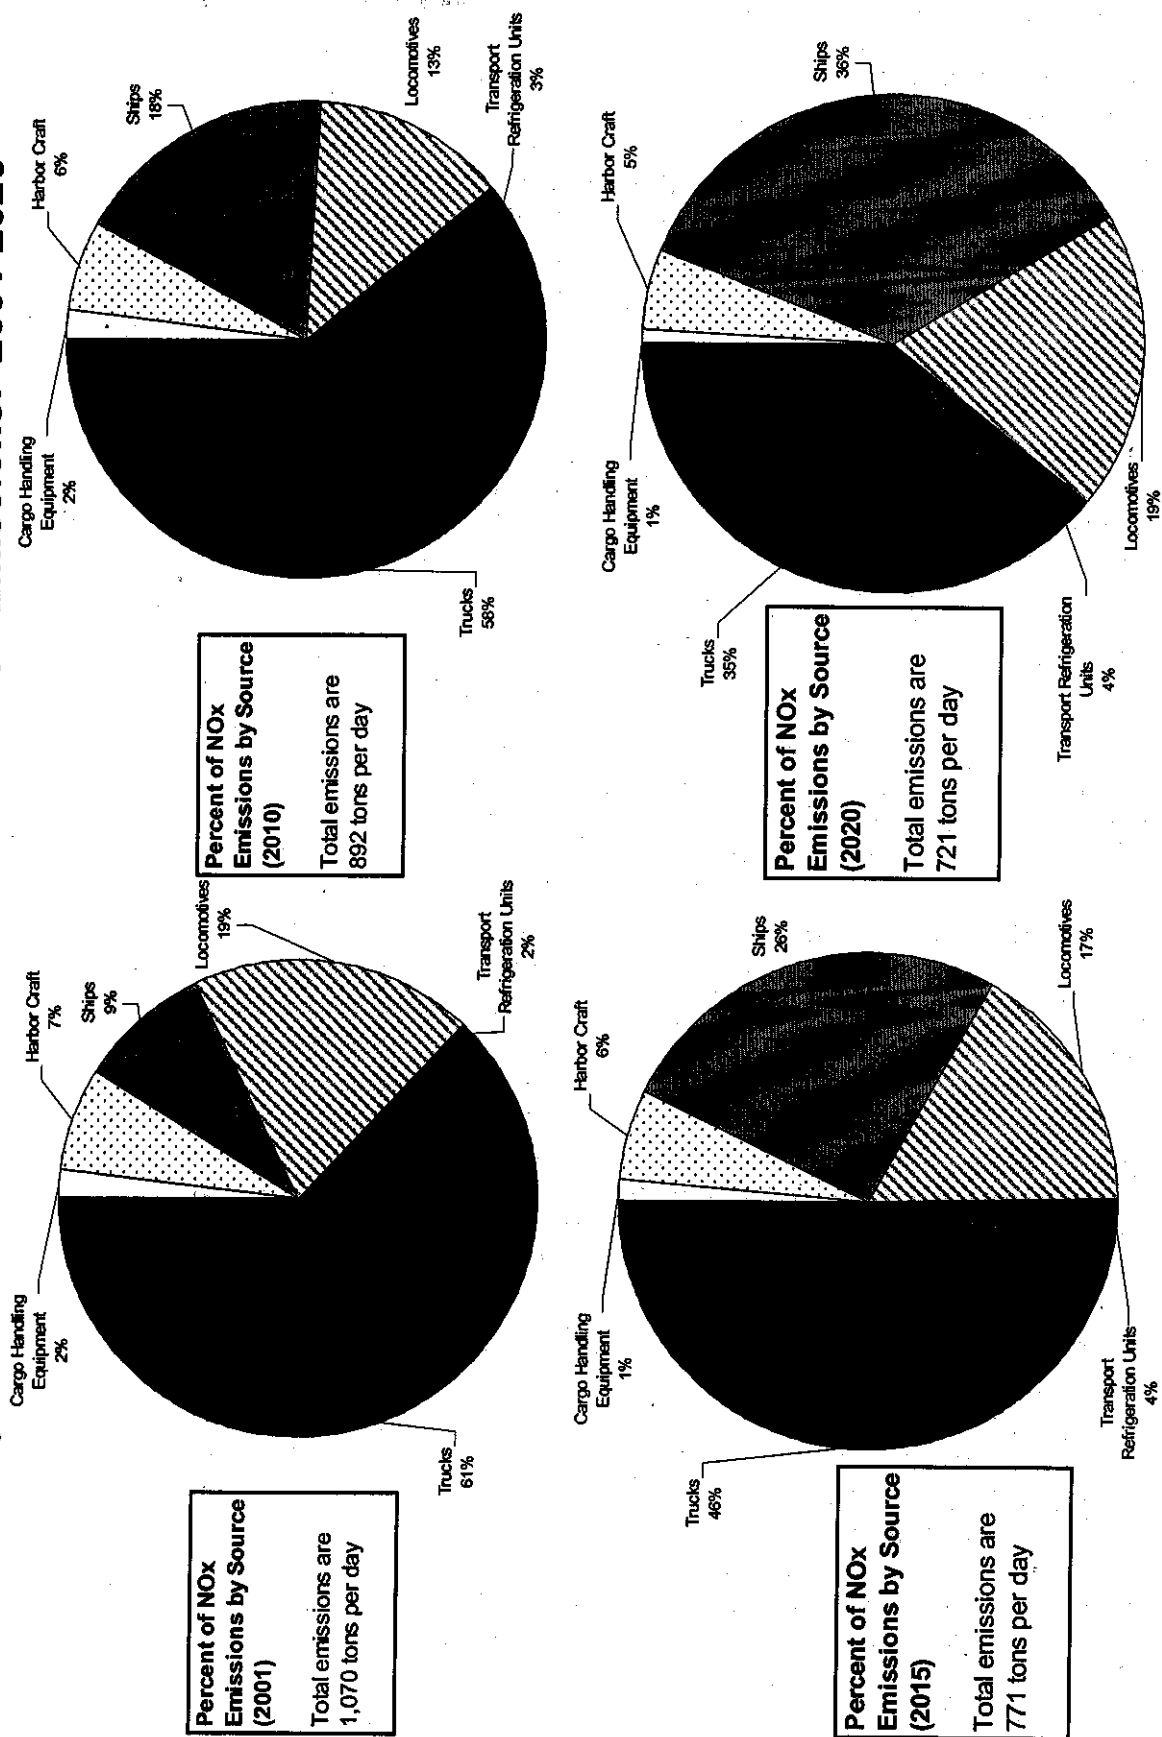 Cargo Handling
Equipment
2%
Harbor Craft
7%
Ships
9%
Locomotives
19%
Transport
Refrigeration Units
2%
Trucks
61%
Percent of NOx
Emissions by Source
(2001)
Total emissions are
1,070 tons per day
Cargo Handling
Equipment
2%
Harbor Craft
6%
Ships
18%
Locomotives
13%
Transport
Refrigeration Units
3%
Trucks
58%
Percent of NOx
Emissions by Source
(2010)
Total emissions are
892 tons per day
Cargo Handling
Equipment
1%
Harbor Craft
6%
Ships
26%
Locomotives
17%
Transport
Refrigeration Units
4%
Trucks
46%
Percent of NOx
Emissions by Source
(2015)
Total emissions are
771 tons per day
Cargo Handling
Equipment
1%
Harbor Craft
5%
Ships
36%
Locomotives
19%
Transport Refrigeration
Units
4%
Trucks
35%
Percent of NOx
Emissions by Source
(2020)
Total emissions are
721 tons per day